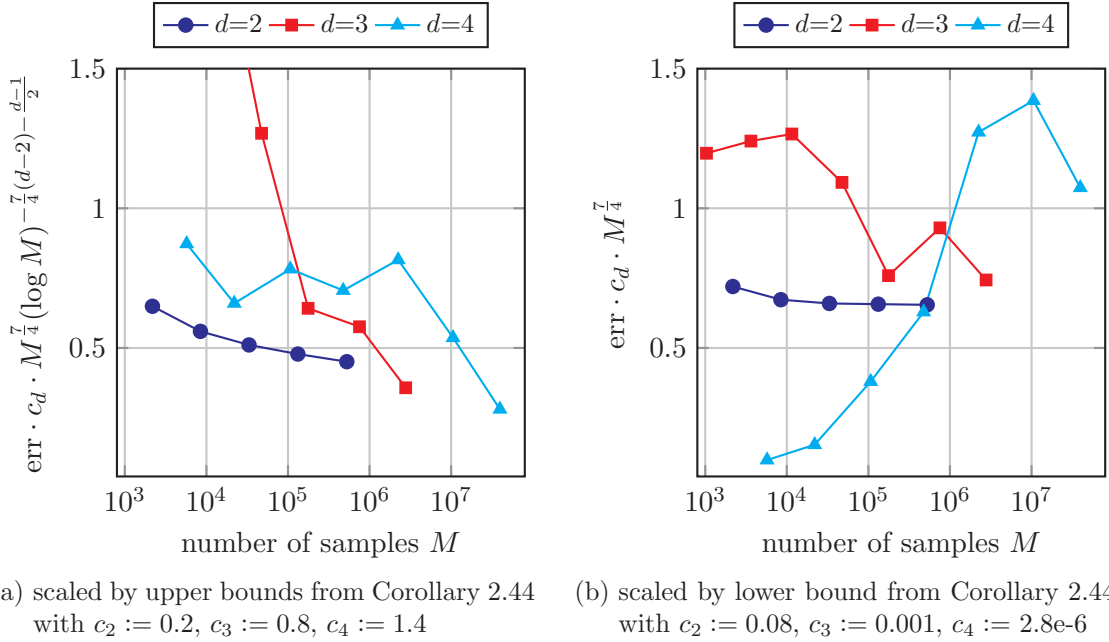 d=2 d=3 d=4
1.5
1
0.5
10^3 10^4 10^5 10^6 10^7
number of samples M
err · c_d · M^{7/4} (log M)^{-\frac{7}{4}(d-2)-\frac{d-1}{2}}
a) scaled by upper bounds from Corollary 2.44
with c_2 := 0.2, c_3 := 0.8, c_4 := 1.4
d=2 d=3 d=4
1.5
1
0.5
10^3 10^4 10^5 10^6 10^7
number of samples M
err · c_d · M^{7/4}
(b) scaled by lower bound from Corollary 2.44
with c_2 := 0.08, c_3 := 0.001, c_4 := 2.8e-6